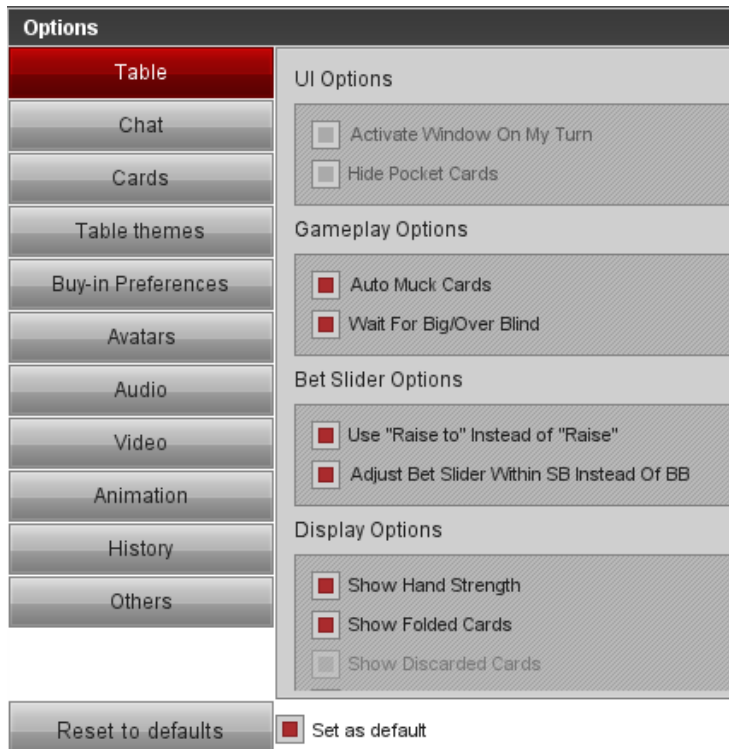 Options
Table
Chat
Cards
Table themes
Buy-in Preferences
Avatars
Audio
Video
Animation
History
Others
Reset to defaults
UI Options
Activate Window On My Turn
Hide Pocket Cards
Gameplay Options
Auto Muck Cards
Wait For Big/Over Blind
Bet Slider Options
Use "Raise to" Instead of "Raise"
Adjust Bet Slider Within SB Instead Of BB
Display Options
Show Hand Strength
Show Folded Cards
Show Discarded Cards
Set as default